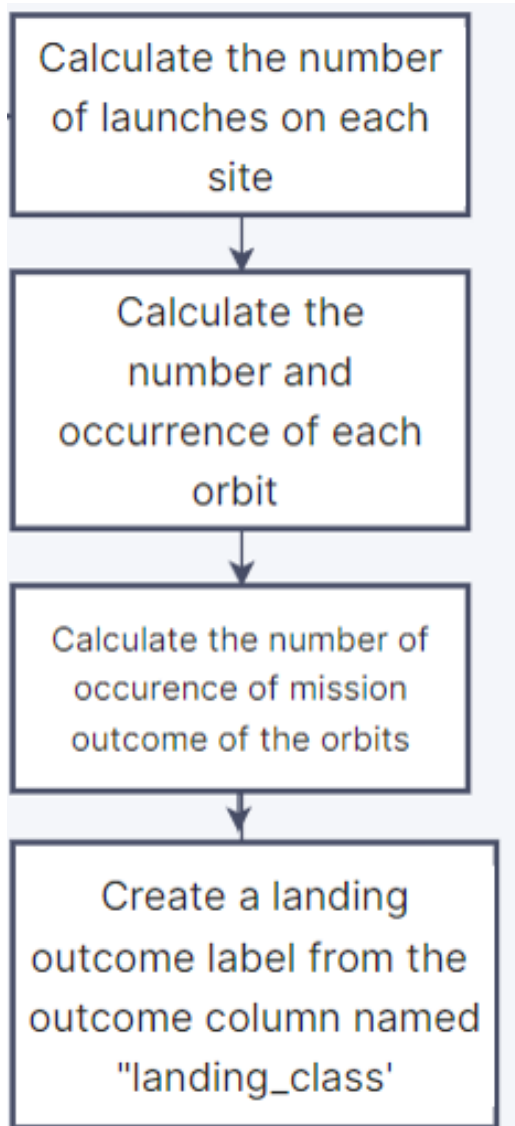 Calculate the number
of launches on each
site
Calculate the
number and
occurrence of each
orbit
Calculate the number of
occurence of mission
outcome of the orbits
Create a landing
outcome label from the
outcome column named
"landing_class'